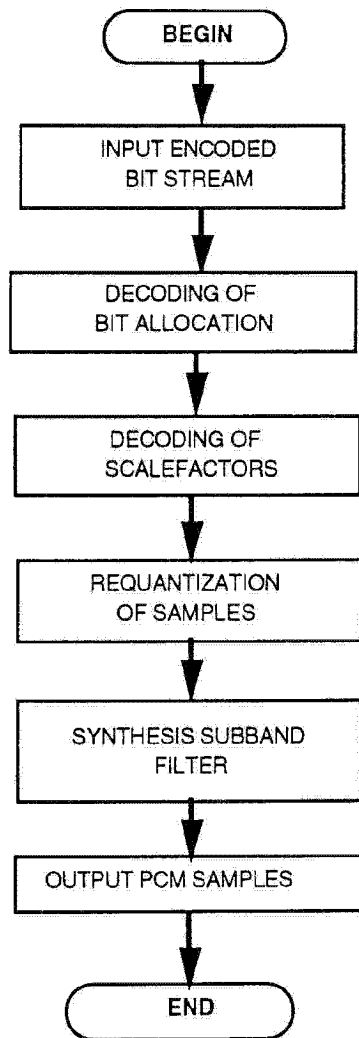 BEGIN
INPUT ENCODED
BIT STREAM
DECODING OF
BIT ALLOCATION
DECODING OF
SCALEFACTORS
REQUANTIZATION
OF SAMPLES
SYNTHESIS SUBBAND
FILTER
OUTPUT PCM SAMPLES
END